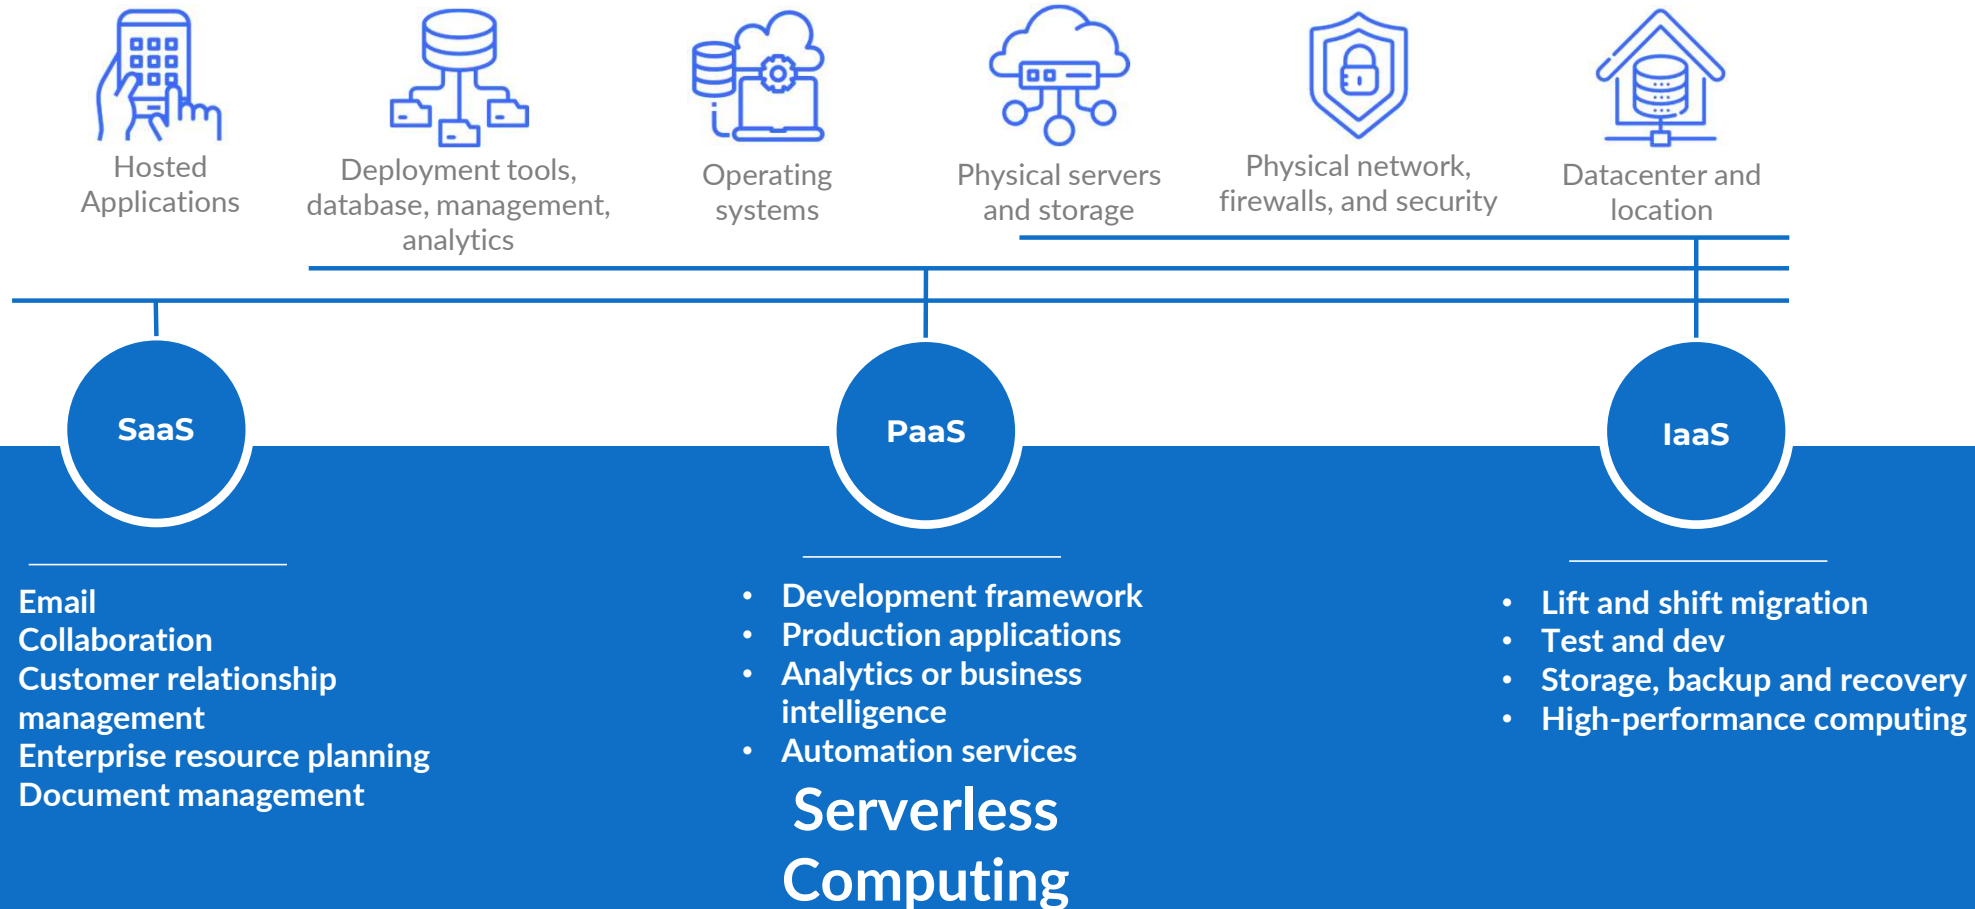 Hosted
Applications
Deployment tools,
database, management,
analytics
Operating
systems
Physical servers
and storage
Physical network,
firewalls, and security
Datacenter and
location
SaaS
PaaS
IaaS
Email
Collaboration
Customer relationship
management
Enterprise resource planning
Document management
• Development framework
• Production applications
• Analytics or business
intelligence
• Automation services
Serverless
Computing
• Lift and shift migration
• Test and dev
• Storage, backup and recovery
• High-performance computing